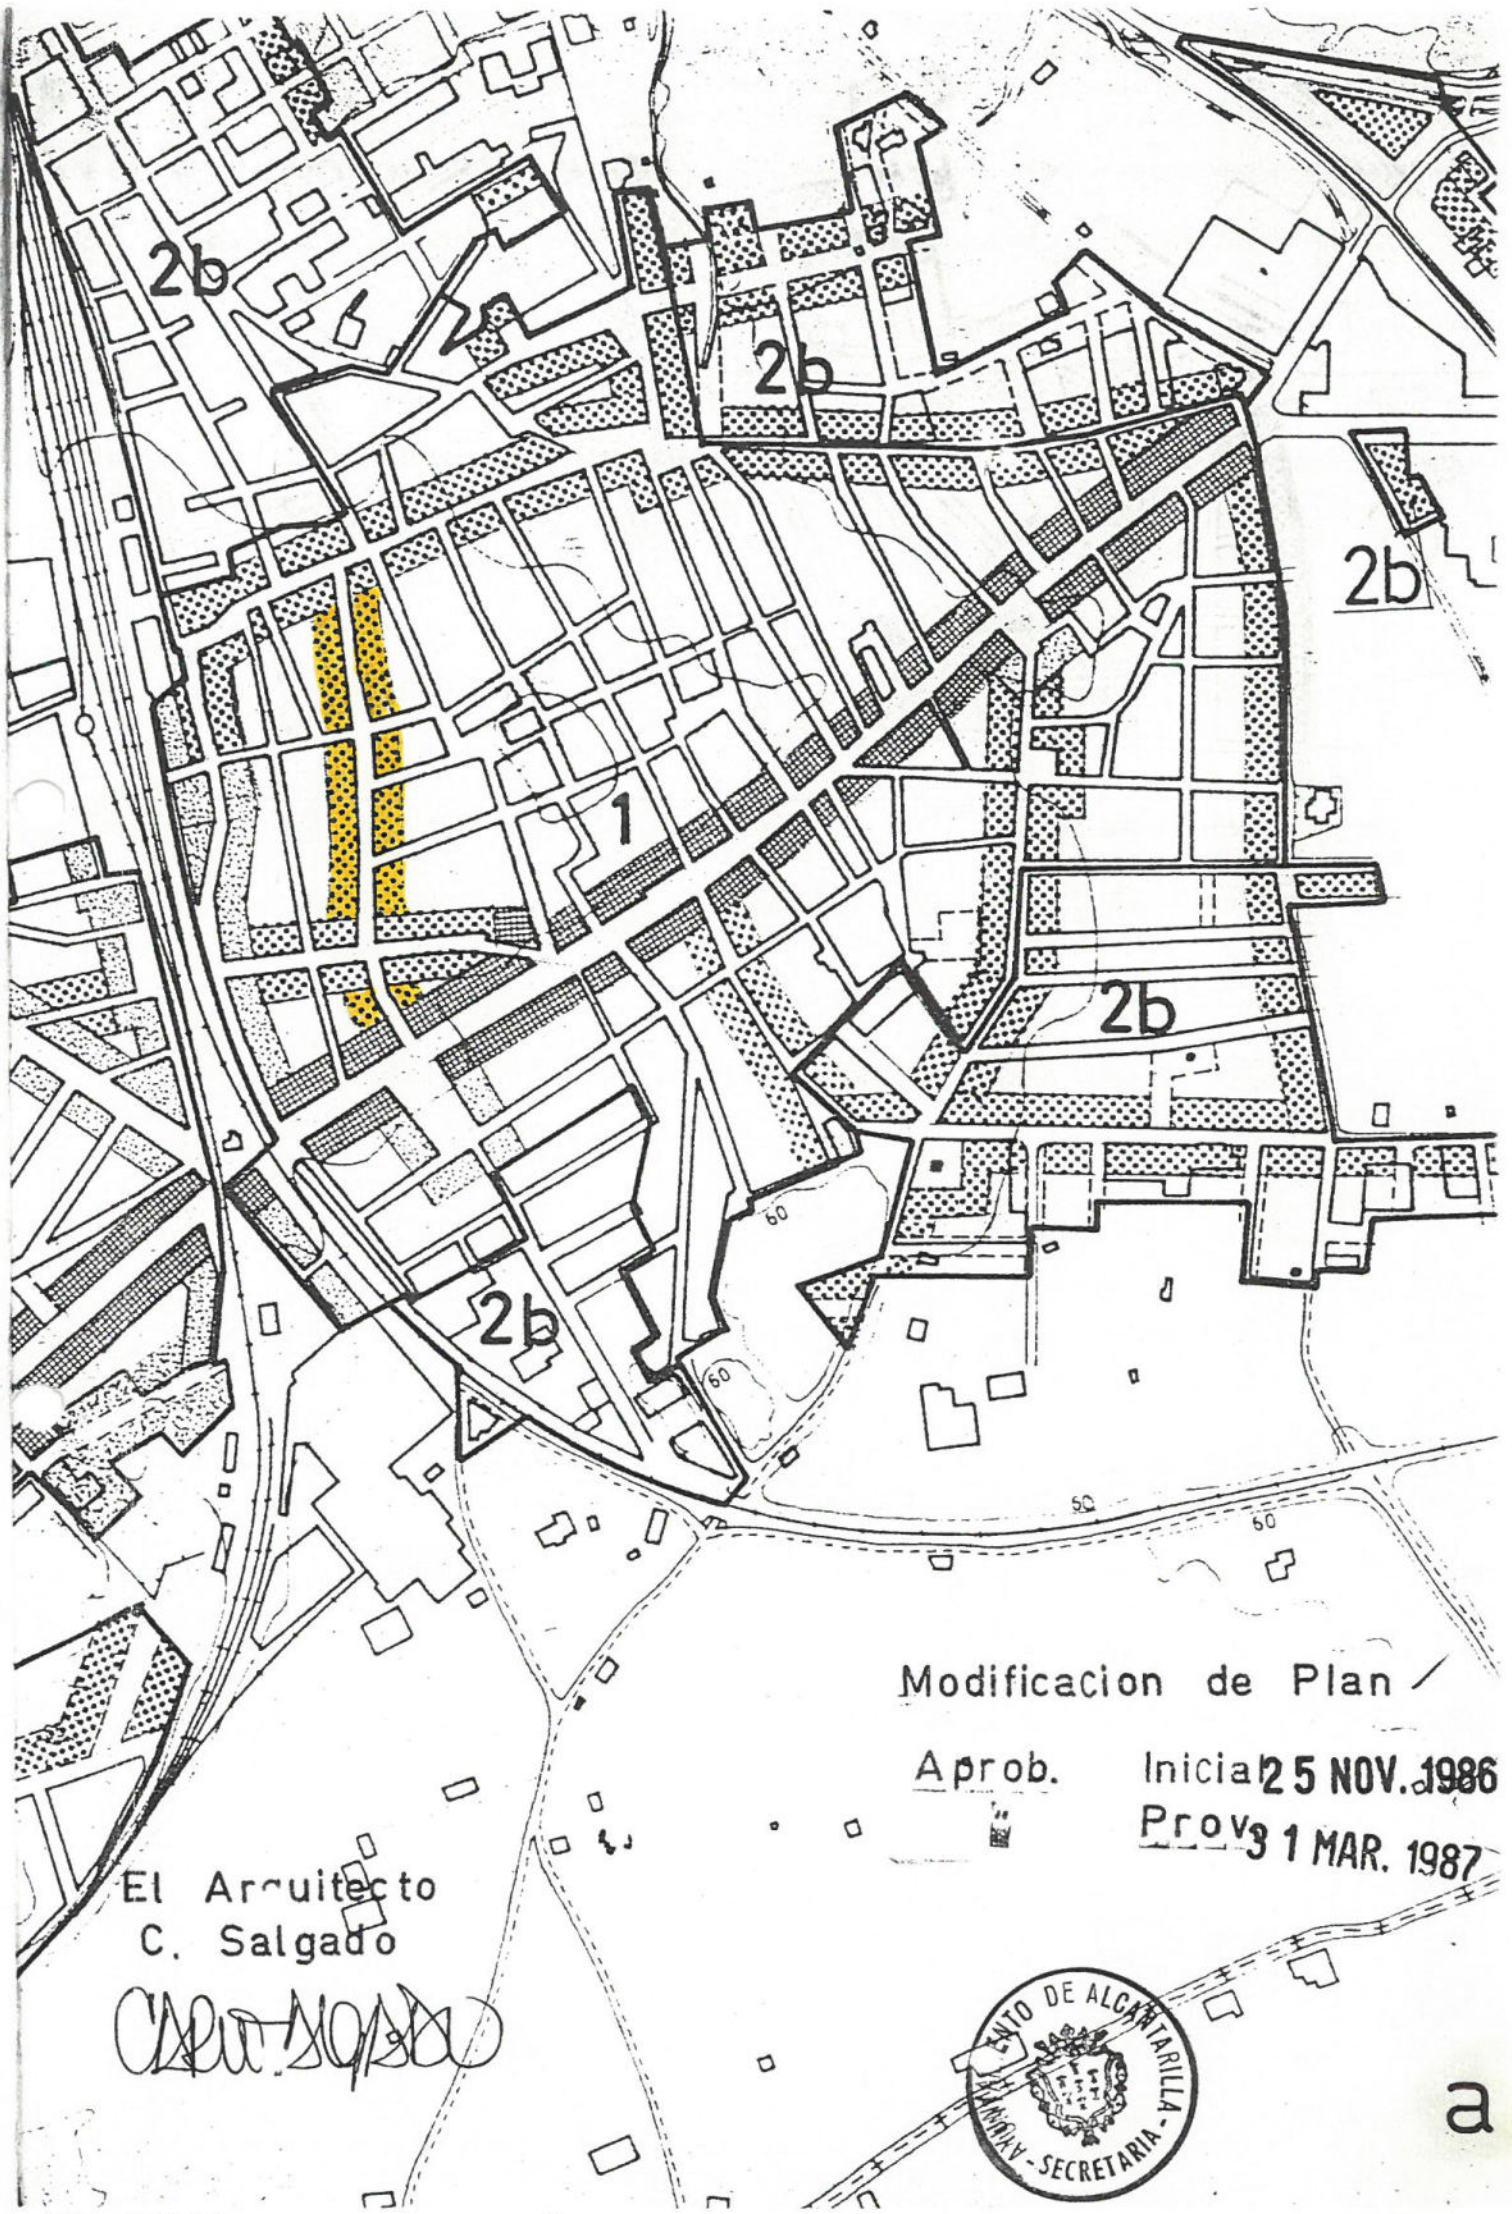 2b
2b
2b
1
2b
60
2b
60
50
60
Modificacion de Plan
Aprob. Inicial 25 NOV. 1986
Prov 31 MAR. 1987
El Arquitecto
C. Salgado
AYUNTAMIENTO DE ALCANTARILLA - SECRETARIA -
a